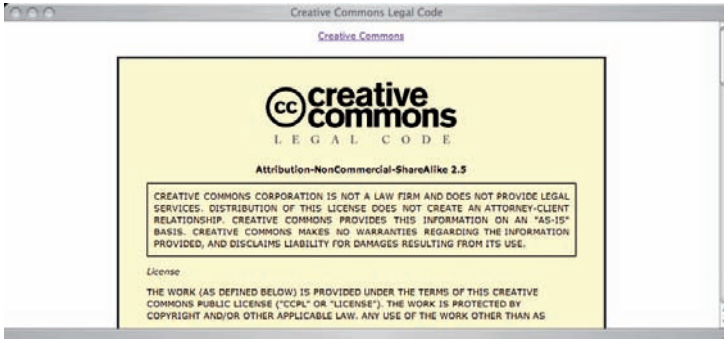 Creative Commons Legal Code
Creative Commons
cc creative
commons
LEGAL CODE
Attribution-NonCommercial-ShareAlike 2.5
CREATIVE COMMONS CORPORATION IS NOT A LAW FIRM AND DOES NOT PROVIDE LEGAL
SERVICES. DISTRIBUTION OF THIS LICENSE DOES NOT CREATE AN ATTORNEY-CLIENT
RELATIONSHIP. CREATIVE COMMONS PROVIDES THIS INFORMATION ON AN "AS-IS"
BASIS. CREATIVE COMMONS MAKES NO WARRANTIES REGARDING THE INFORMATION
PROVIDED, AND DISCLAIMS LIABILITY FOR DAMAGES RESULTING FROM ITS USE.
License
THE WORK (AS DEFINED BELOW) IS PROVIDED UNDER THE TERMS OF THIS CREATIVE
COMMONS PUBLIC LICENSE ("CCPL" OR "LICENSE"). THE WORK IS PROTECTED BY
COPYRIGHT AND/OR OTHER APPLICABLE LAW. ANY USE OF THE WORK OTHER THAN AS